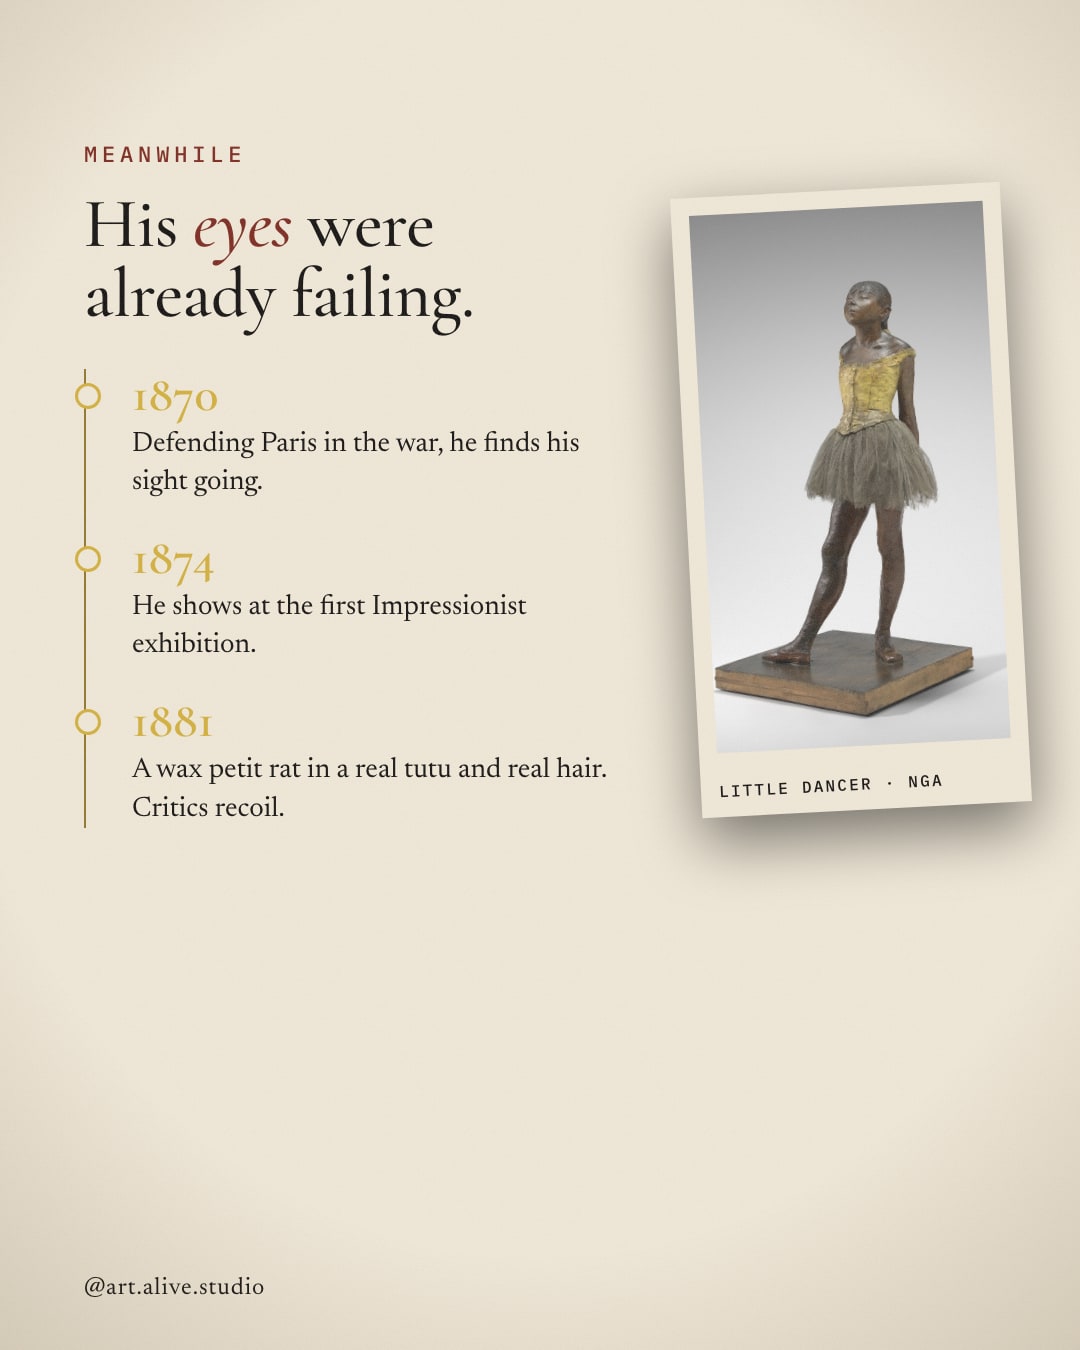 MEANWHILE
His eyes were
already failing.
1870
Defending Paris in the war, he finds his
sight going.
1874
He shows at the first Impressionist
exhibition.
1881
A wax petit rat in a real tutu and real hair.
Critics recoil.
LITTLE DANCER · NGA
@art.alive.studio